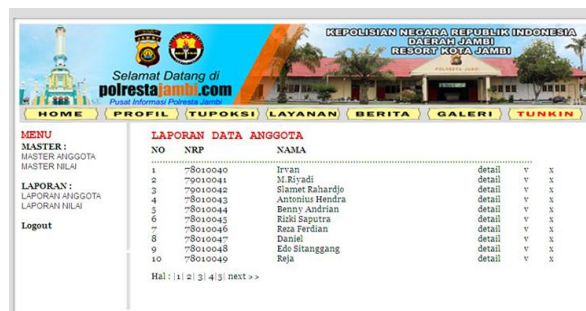 KEPOLISIAN NEGARA REPUBLIK INDONESIA
DAERAH JAMBI
RESORT KOTA JAMBI
Selamat Datang di
polrestajambi.com
Pusat Informasi Polresta Jambi
HOME PROFIL TUPOKSI LAYANAN BERITA GALERI TUNKIN
MENU
MASTER :
MASTER ANGGOTA
MASTER NILAI
LAPORAN :
LAPORAN ANGGOTA
LAPORAN NILAI
Logout
LAPORAN DATA ANGGOTA
NO NRP NAMA
1 78010040 Irvan detail v x
2 79010041 M.Riyadi detail v x
3 79010042 Slamet Rahardjo detail v x
4 78010043 Antonius Hendra detail v x
5 78010044 Benny Andrian detail v x
6 78010045 Rizki Saputra detail v x
7 78010046 Reza Ferdian detail v x
8 78010047 Daniel detail v x
9 78010048 Edo Sitanggang detail v x
10 78010049 Reja detail v x
Hal : |1| 2| 3| 4|5| next >>